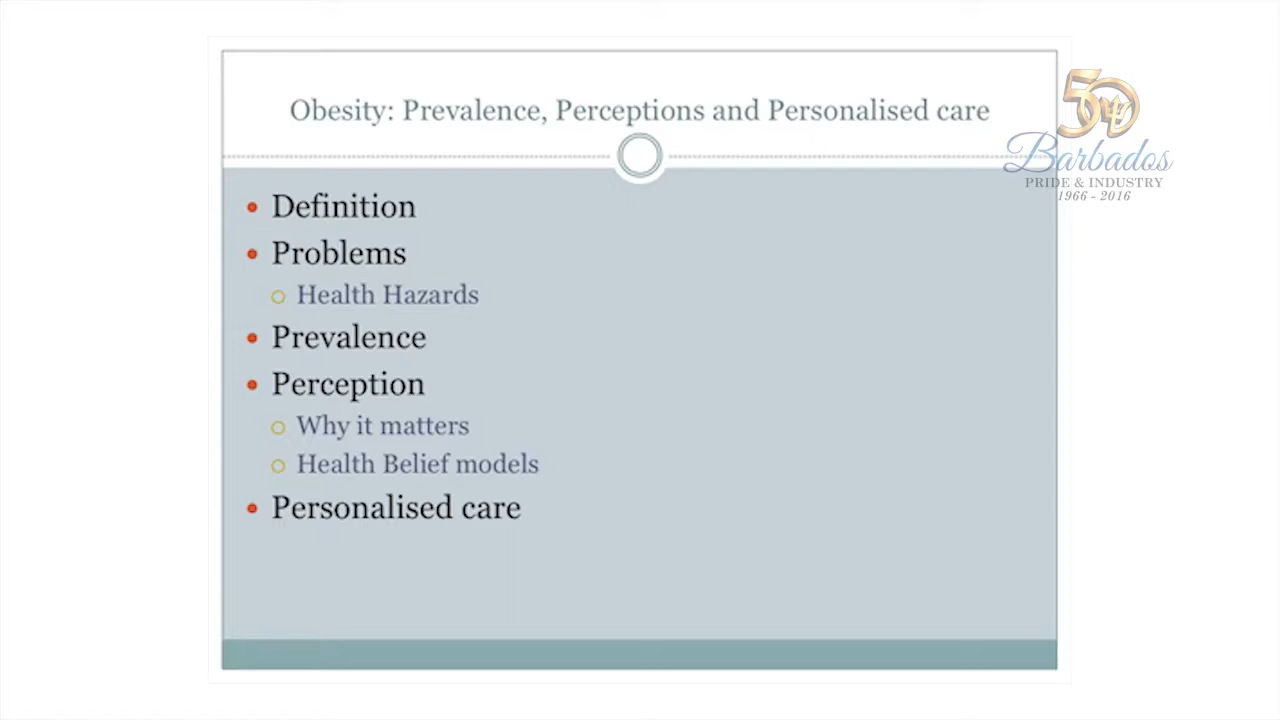 Obesity: Prevalence, Perceptions and Personalised care
50
Barbados
PRIDE & INDUSTRY
1966 - 2016
Definition
Problems
Health Hazards
Prevalence
Perception
Why it matters
Health Belief models
Personalised care